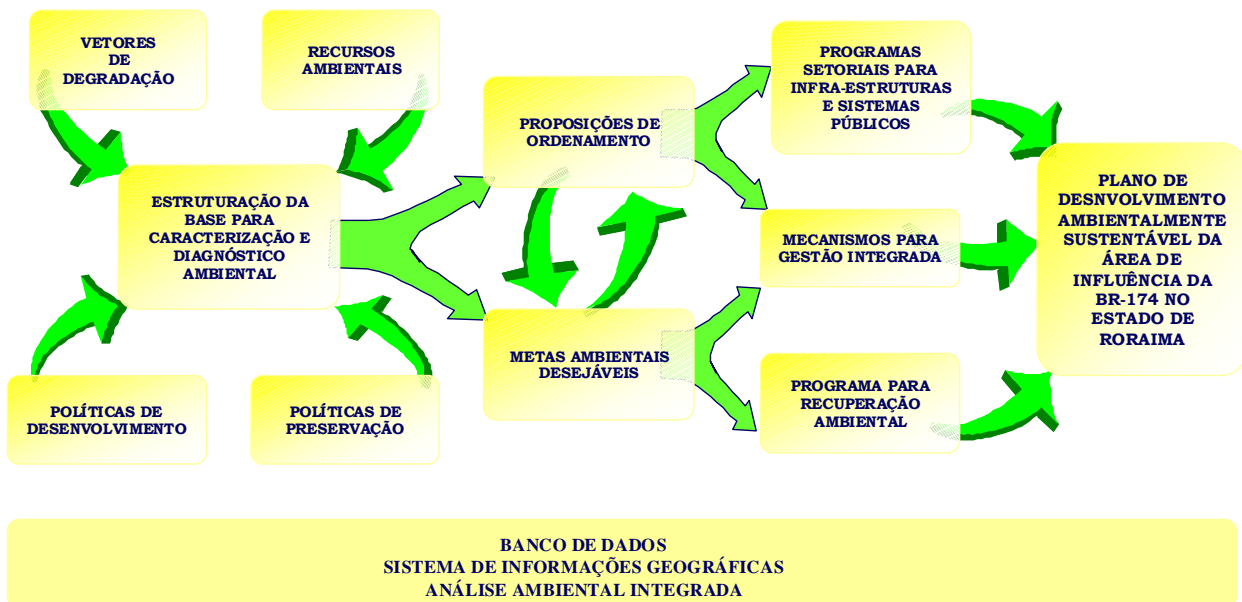 VETORES
DE
DEGRADAÇÃO
RECURSOS
AMBIENTAIS
ESTRUTURAÇÃO DA
BASE PARA
CARACTERIZAÇÃO E
DIAGNÓSTICO
AMBIENTAL
POLÍTICAS DE
DESENVOLVIMENTO
POLÍTICAS DE
PRESERVAÇÃO
PROPOSIÇÕES DE
ORDENAMENTO
METAS AMBIENTAIS
DESEJÁVEIS
PROGRAMAS
SETORIAIS PARA
INFRA-ESTRUTURAS
E SISTEMAS
PÚBLICOS
MECANISMOS PARA
GESTÃO INTEGRADA
PROGRAMA PARA
RECUPERAÇÃO
AMBIENTAL
PLANO DE
DESNVOLVIMENTO
AMBIENTALMENTE
SUSTENTÁVEL DA
ÁREA DE
INFLUÊNCIA DA
BR-174 NO
ESTADO DE
RORAIMA
BANCO DE DADOS
SISTEMA DE INFORMAÇÕES GEOGRÁFICAS
ANÁLISE AMBIENTAL INTEGRADA